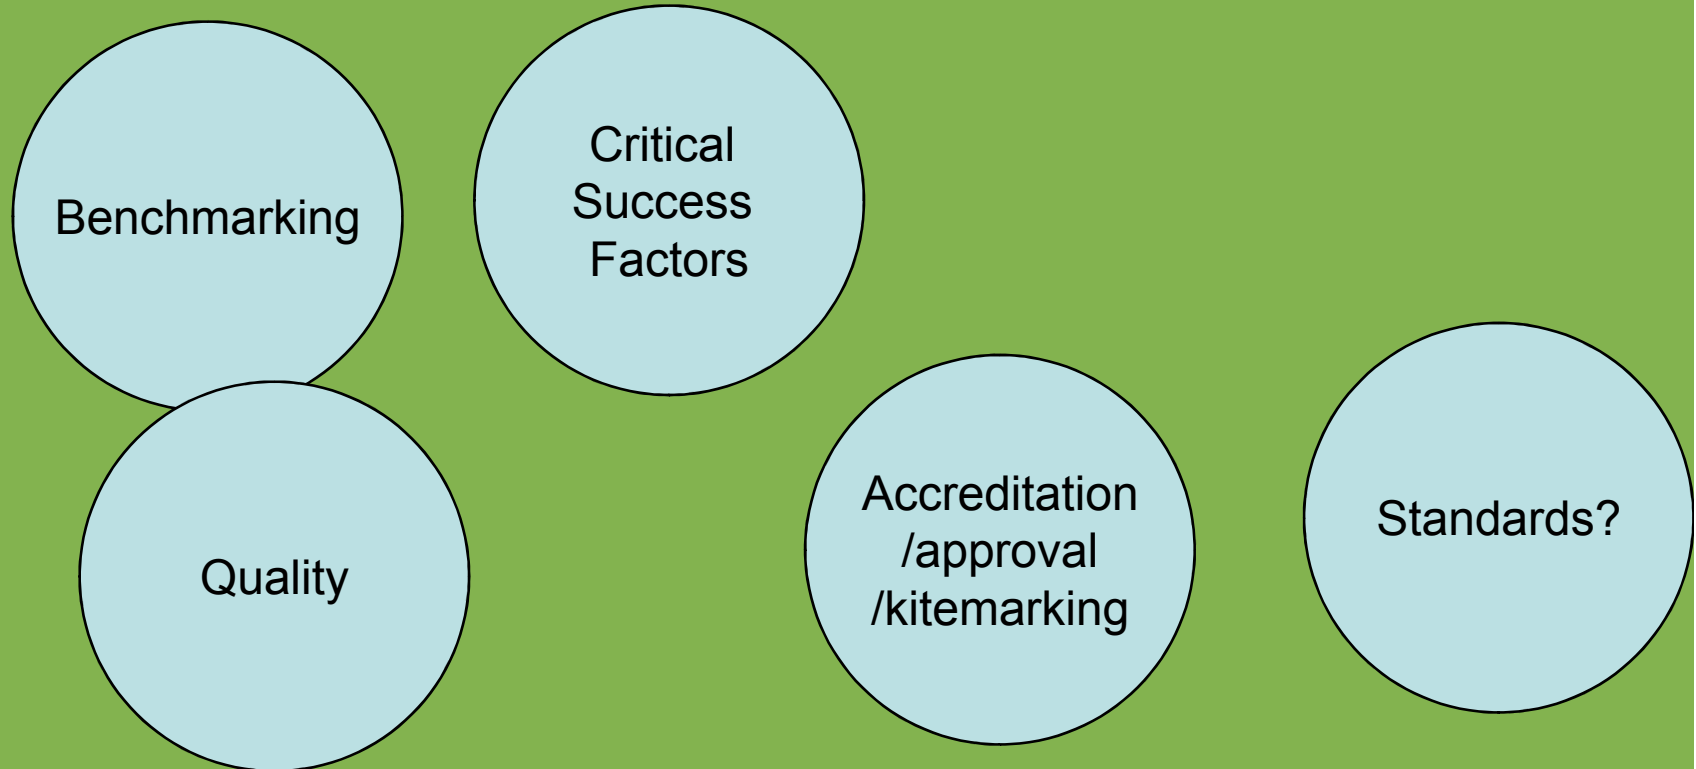 Benchmarking
Critical
Success
Factors
Quality
Accreditation
/approval
/kitemarking
Standards?